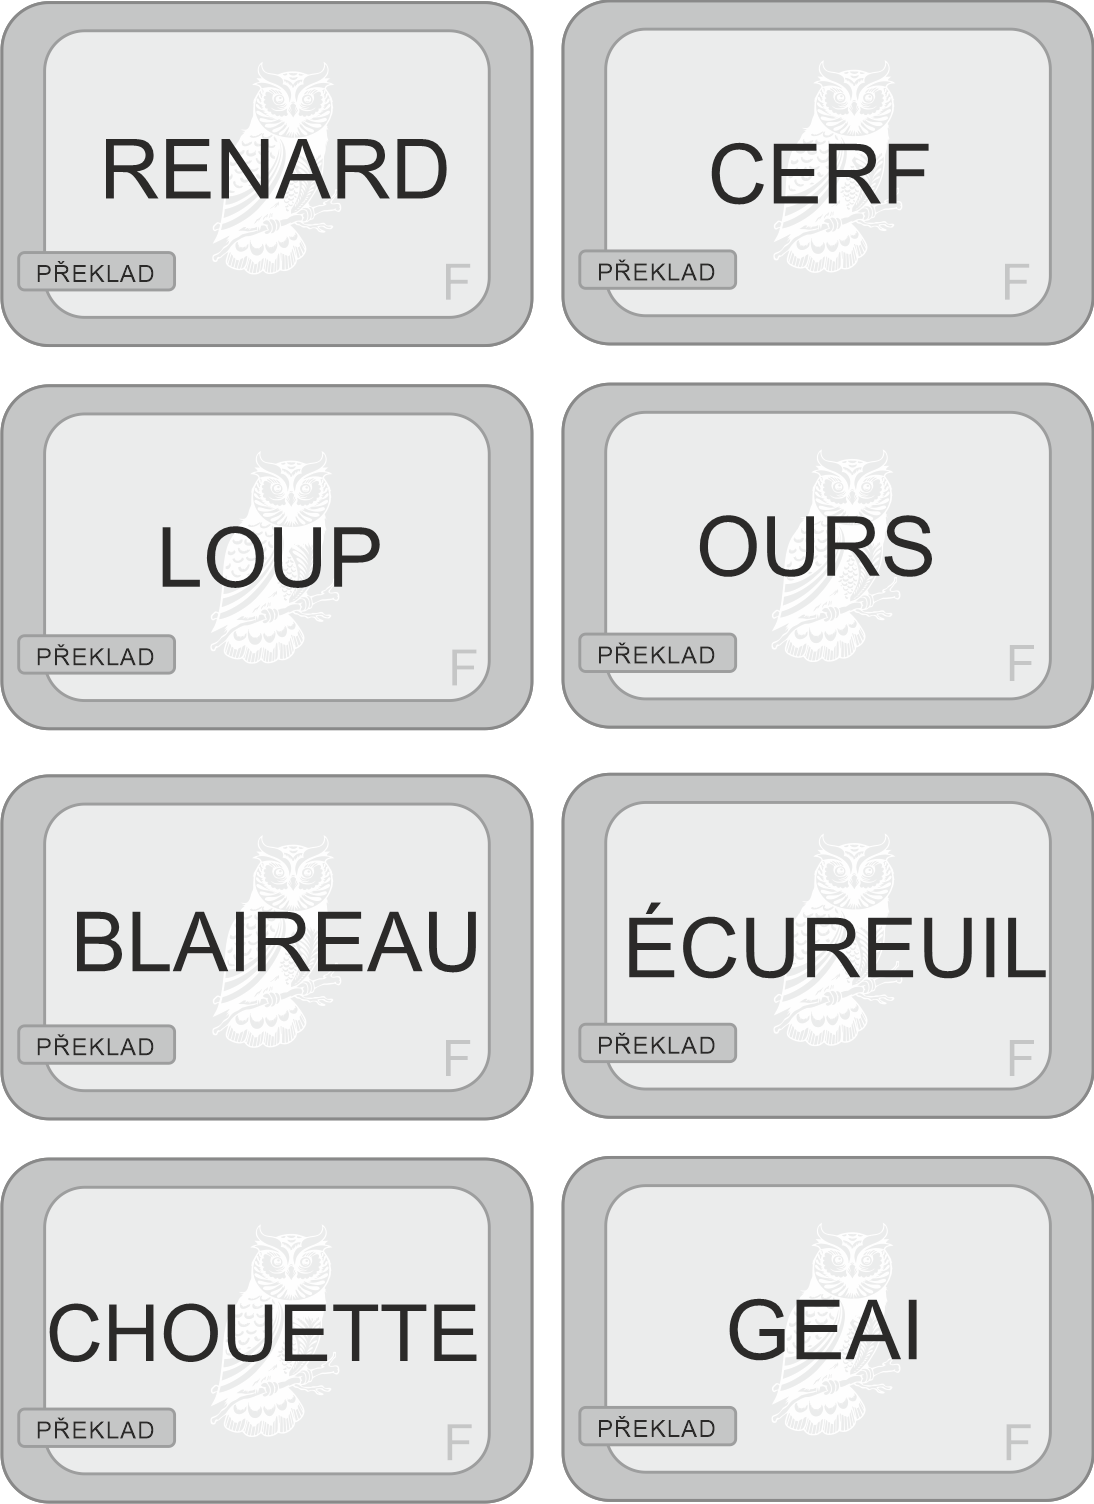 RENARD
PŘEKLAD
F
CERF
PŘEKLAD
F
LOUP
PŘEKLAD
F
OURS
PŘEKLAD
F
BLAIREAU
PŘEKLAD
F
ÉCUREUIL
PŘEKLAD
F
CHOUETTE
PŘEKLAD
F
GEAI
PŘEKLAD
F